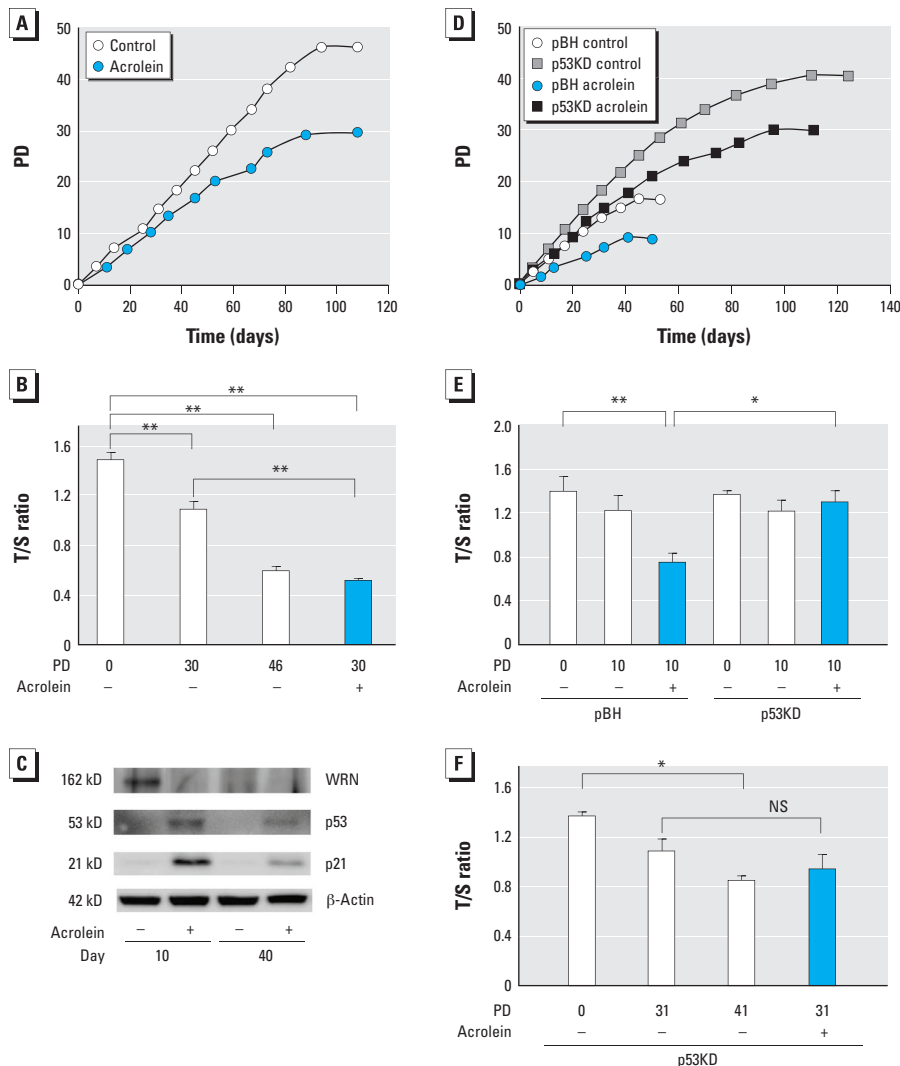 A
50
40
30
20
10
0
PD
Control
Acrolein
0 20 40 60 80 100 120
Time (days)
D
50
40
30
20
10
0
PD
pBH control
p53KD control
pBH acrolein
p53KD acrolein
0 20 40 60 80 100 120 140
Time (days)
B
**
**
**
**
1.6
1.2
0.8
0.4
0
T/S ratio
PD 0 30 46 30
Acrolein – – – +
E
** *
2.0
1.6
1.2
0.8
0.4
0
T/S ratio
PD 0 10 10 0 10 10
Acrolein – – + – – +
pBH p53KD
C
162 kD WRN
53 kD p53
21 kD p21
42 kD β-Actin
Acrolein – + – +
Day 10 40
F
*
NS
1.6
1.2
0.8
0.4
0
T/S ratio
PD 0 31 41 31
Acrolein – – – +
p53KD